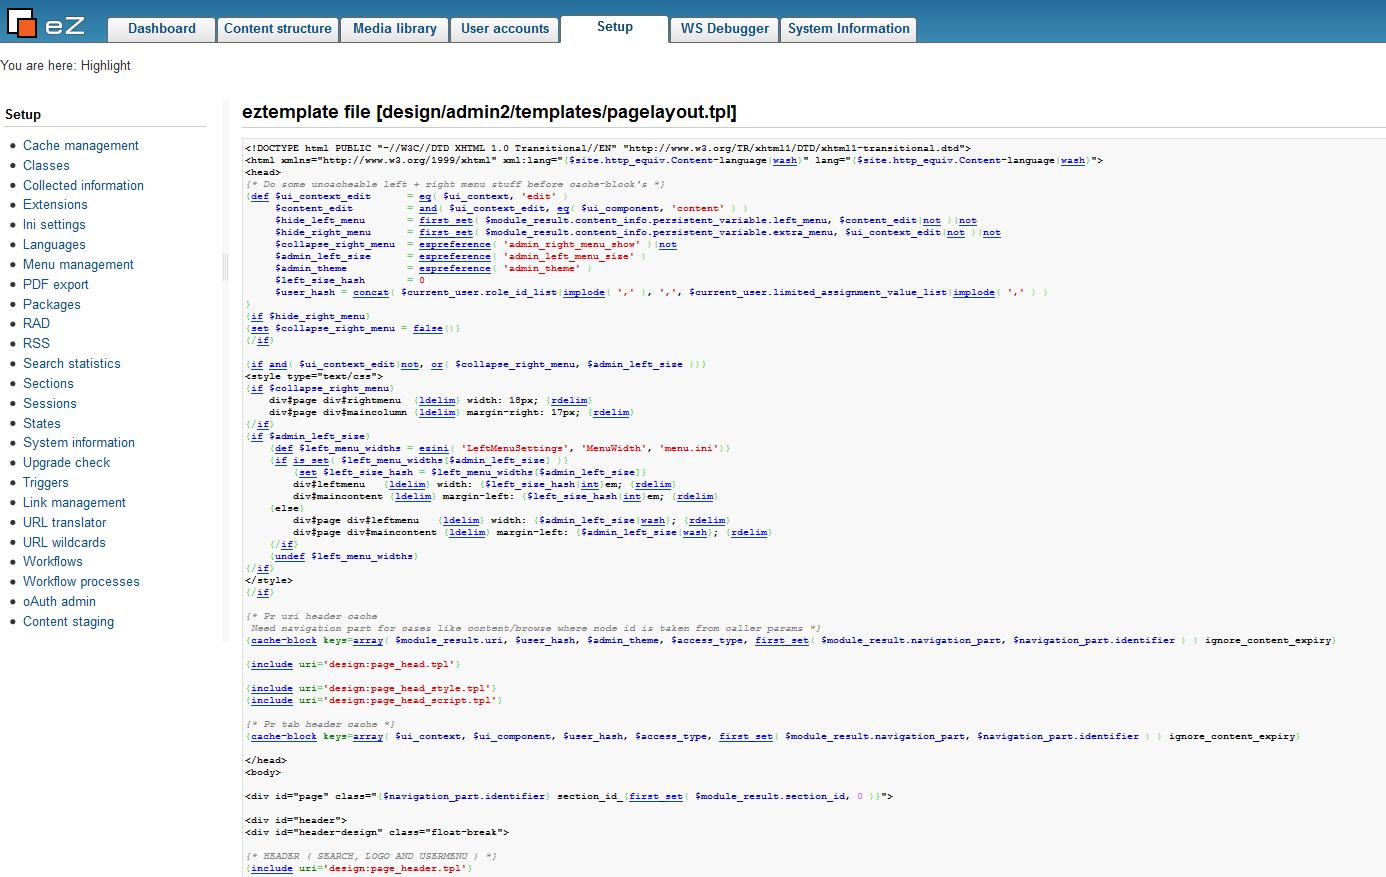 eZ
Dashboard
Content structure
Media library
User accounts
Setup
WS Debugger
System Information
You are here: Highlight
Setup
Cache management
Classes
Collected information
Extensions
Ini settings
Languages
Menu management
PDF export
Packages
RAD
RSS
Search statistics
Sections
Sessions
States
System information
Upgrade check
Triggers
Link management
URL translator
URL wildcards
Workflows
Workflow processes
oAuth admin
Content staging
eztemplate file [design/admin2/templates/pagelayout.tpl]
<!DOCTYPE html PUBLIC "-//W3C//DTD XHTML 1.0 Transitional//EN" "http://www.w3.org/TR/xhtml1/DTD/xhtml1-transitional.dtd">
<html xmlns="http://www.w3.org/1999/xhtml" xml:lang="{$site.http_equiv.Content-language|wash}" lang="{$site.http_equiv.Content-language|wash}">
<head>
{* Do some uncacheable left + right menu stuff before cache-block's *}
{def $ui_context_edit      = eq( $ui_context, 'edit' )
     $content_edit         = and( $ui_context_edit, eq( $ui_component, 'content' ) )
     $hide_left_menu       = first_set( $module_result.content_info.persistent_variable.left_menu, $content_edit|not )|not
     $hide_right_menu      = first_set( $module_result.content_info.persistent_variable.extra_menu, $ui_context_edit|not )|not
     $collapse_right_menu  = ezpreference( 'admin_right_menu_show' )|not
     $admin_left_size      = ezpreference( 'admin_left_menu_size' )
     $admin_theme          = ezpreference( 'admin_theme' )
     $left_size_hash       = 0
     $user_hash = concat( $current_user.role_id_list|implode( ',' ), ',', $current_user.limited_assignment_value_list|implode( ',' ) )
}
{if $hide_right_menu}
{set $collapse_right_menu = false()}
{/if}
{if and( $ui_context_edit|not, or( $collapse_right_menu, $admin_left_size ))}
<style type="text/css">
{if $collapse_right_menu}
    div#page div#rightmenu  {ldelim} width: 18px; {rdelim}
    div#page div#maincolumn {ldelim} margin-right: 17px; {rdelim}
{/if}
{if $admin_left_size}
    {def $left_menu_widths = ezini( 'LeftMenuSettings', 'MenuWidth', 'menu.ini')}
    {if is_set( $left_menu_widths[$admin_left_size] )}
        {set $left_size_hash = $left_menu_widths[$admin_left_size]}
        div#leftmenu   {ldelim} width: {$left_size_hash|int}em; {rdelim}
        div#maincontent {ldelim} margin-left: {$left_size_hash|int}em; {rdelim}
    {else}
        div#page div#leftmenu   {ldelim} width: {$admin_left_size|wash}; {rdelim}
        div#page div#maincontent {ldelim} margin-left: {$admin_left_size|wash}; {rdelim}
    {/if}
    {undef $left_menu_widths}
{/if}
</style>
{/if}
{* Pr uri header cache
 Need navigation part for cases like content/browse where node id is taken from caller params *}
{cache-block keys=array( $module_result.uri, $user_hash, $admin_theme, $access_type, first_set( $module_result.navigation_part, $navigation_part.identifier ) ) ignore_content_expiry}
{include uri='design:page_head.tpl'}
{include uri='design:page_head_style.tpl'}
{include uri='design:page_head_script.tpl'}
{* Pr tab header cache *}
{cache-block keys=array( $ui_context, $ui_component, $user_hash, $access_type, first_set( $module_result.navigation_part, $navigation_part.identifier ) ) ignore_content_expiry}
</head>
<body>
<div id="page" class="{$navigation_part.identifier} section_id_{first_set( $module_result.section_id, 0 )}">
<div id="header">
<div id="header-design" class="float-break">
{* HEADER ( SEARCH, LOGO AND USERMENU ) *}
{include uri='design:page_header.tpl'}